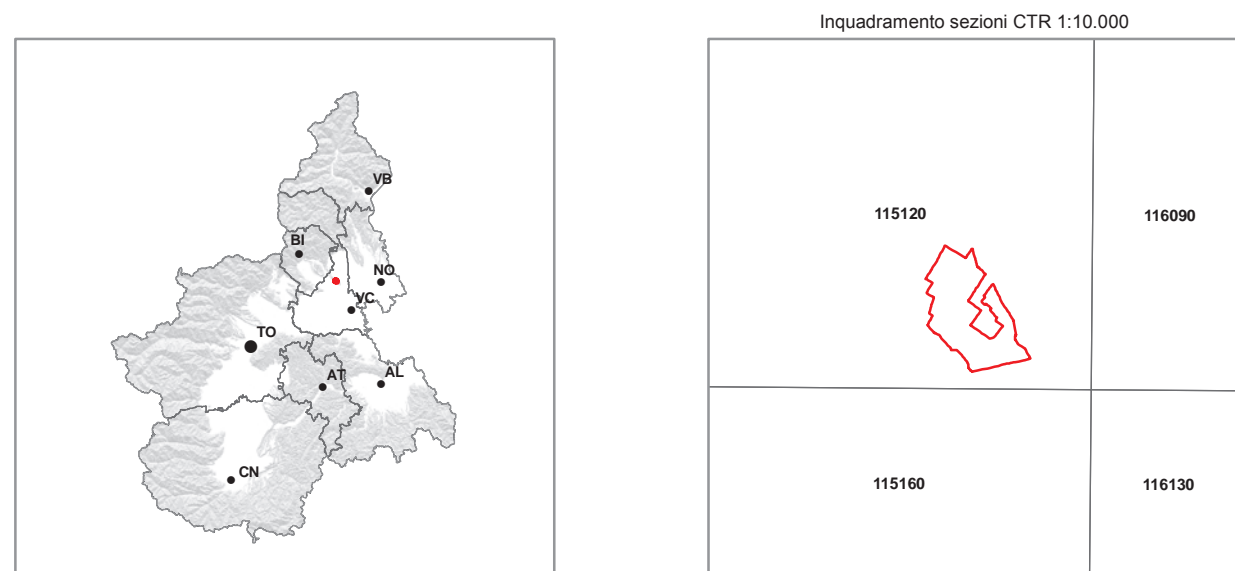 Inquadramento sezioni CTR 1:10.000
VB
BI
NO
VC
TO
AT
AL
CN
115120
116090
115160
116130